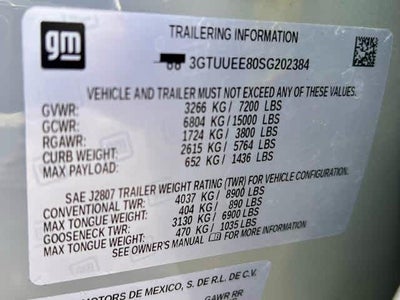 gm
TRAILERING INFORMATION
3GTUUEE80SG202384
VEHICLE AND TRAILER MUST NOT EXCEED ANY OF THESE VALUES.
GVWR: 3266 KG/ 7200 LBS
GCWR: 6804 KG/15000 LBS
RGAWR: 1724 KG/ 3800 LBS
CURB WEIGHT: 2615 KG/ 5764 LBS
MAX PAYLOAD: 652 KG/ 1436 LBS
SAE J2807 TRAILER WEIGHT RATING (TWR) FOR VEHICLE CONFIGURATION.
CONVENTIONAL TWR: 4037 KG/ 8900 LBS
MAX TONGUE WEIGHT: 404 KG/ 890 LBS
GOOSENECK TWR: 3130 KG/ 6900 LBS
MAX TONGUE WEIGHT: 470 KG/ 1035 LBS
SEE OWNER'S MANUAL FOR MORE INFORMATION.
MOTORS DE MEXICO, S. DE R.L. DE C.V.
GAWR RR